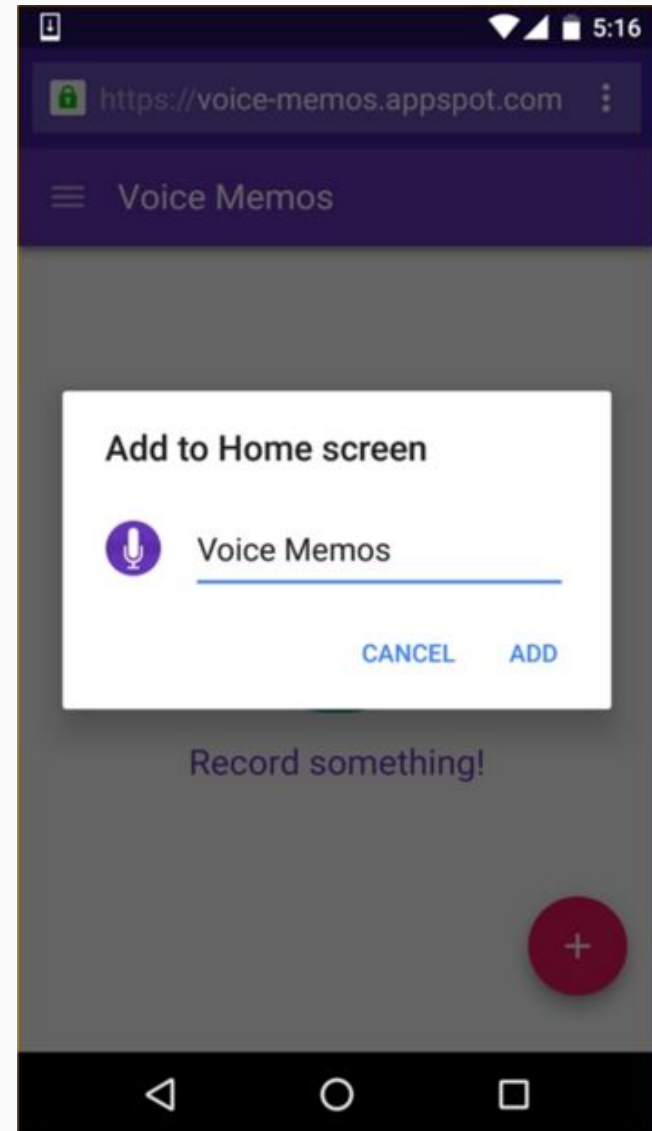 5:16
https://voice-memos.appspot.com
Voice Memos
Add to Home screen
Voice Memos
CANCEL ADD
Record something!